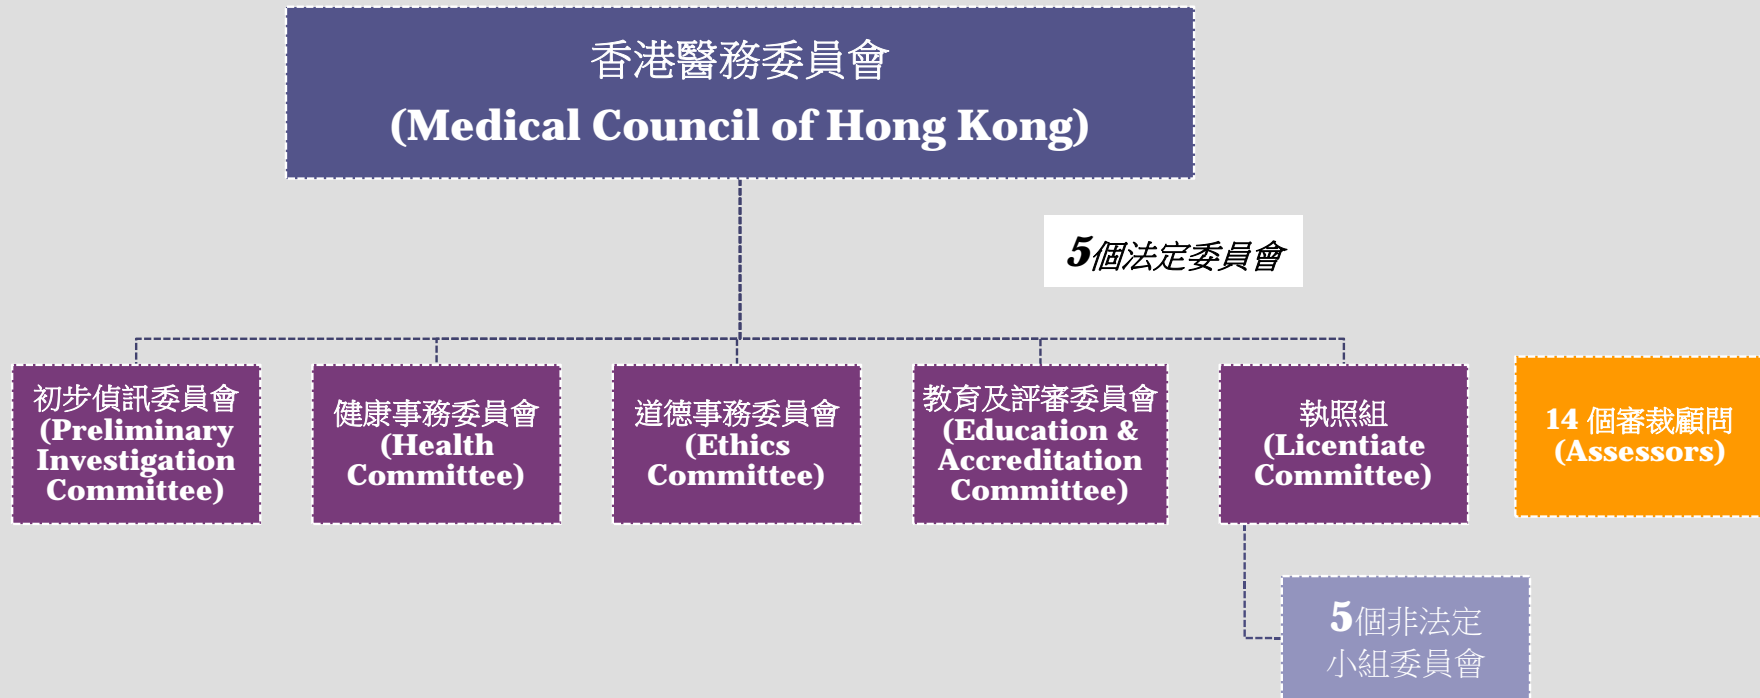 香港醫務委員會
(Medical Council of Hong Kong)
5個法定委員會
初步偵訊委員會
(Preliminary
Investigation
Committee)
健康事務委員會
(Health
Committee)
道德事務委員會
(Ethics
Committee)
教育及評審委員會
(Education &
Accreditation
Committee)
執照組
(Licentiate
Committee)
14 個審裁顧問
(Assessors)
5個非法定
小組委員會